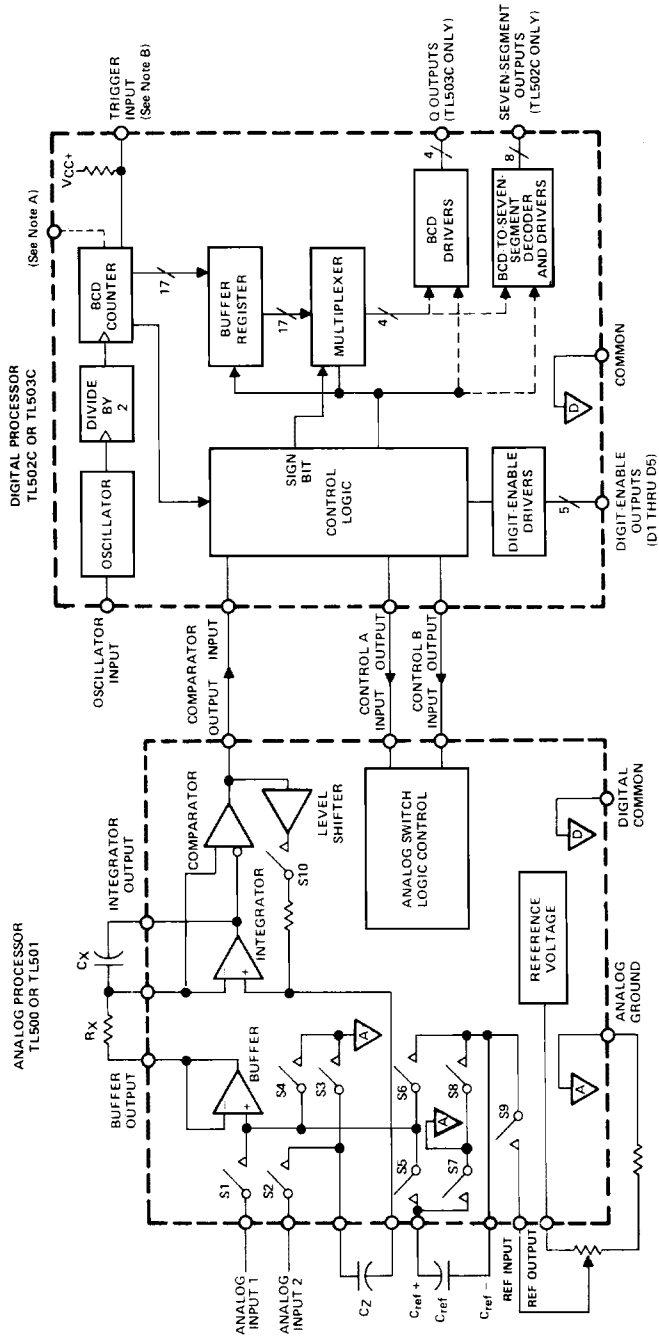 ANALOG PROCESSOR
TL500 OR TL501
BUFFER
OUTPUT
RX
CX
INTEGRATOR
OUTPUT
ANALOG
INPUT 1
ANALOG
INPUT 2
CZ
Cref +
Cref
Cref −
REF INPUT
REF OUTPUT
S1
S2
BUFFER
S4
S3
A
S5
S6
A
S7
S8
S9
INTEGRATOR
COMPARATOR
S10
LEVEL
SHIFTER
ANALOG SWITCH
LOGIC CONTROL
REFERENCE
VOLTAGE
A
ANALOG
GROUND
D
DIGITAL
COMMON
COMPARATOR
OUTPUT INPUT
CONTROL A
INPUT OUTPUT
CONTROL B
INPUT OUTPUT
DIGITAL PROCESSOR
TL502C OR TL503C
OSCILLATOR
INPUT
OSCILLATOR
DIVIDE
BY
2
BCD
COUNTER
(See Note A)
VCC+
TRIGGER
INPUT
(See Note B)
17
BUFFER
REGISTER
17
MULTIPLEXER
4
SIGN
BIT
CONTROL
LOGIC
BCD
DRIVERS
4
Q OUTPUTS
(TL503C ONLY)
BCD-TO-SEVEN-
SEGMENT
DECODER
AND DRIVERS
8
SEVEN-SEGMENT
OUTPUTS
(TL502C ONLY)
DIGIT-ENABLE
DRIVERS
5
DIGIT-ENABLE
OUTPUTS
(D1 THRU D5)
D
COMMON